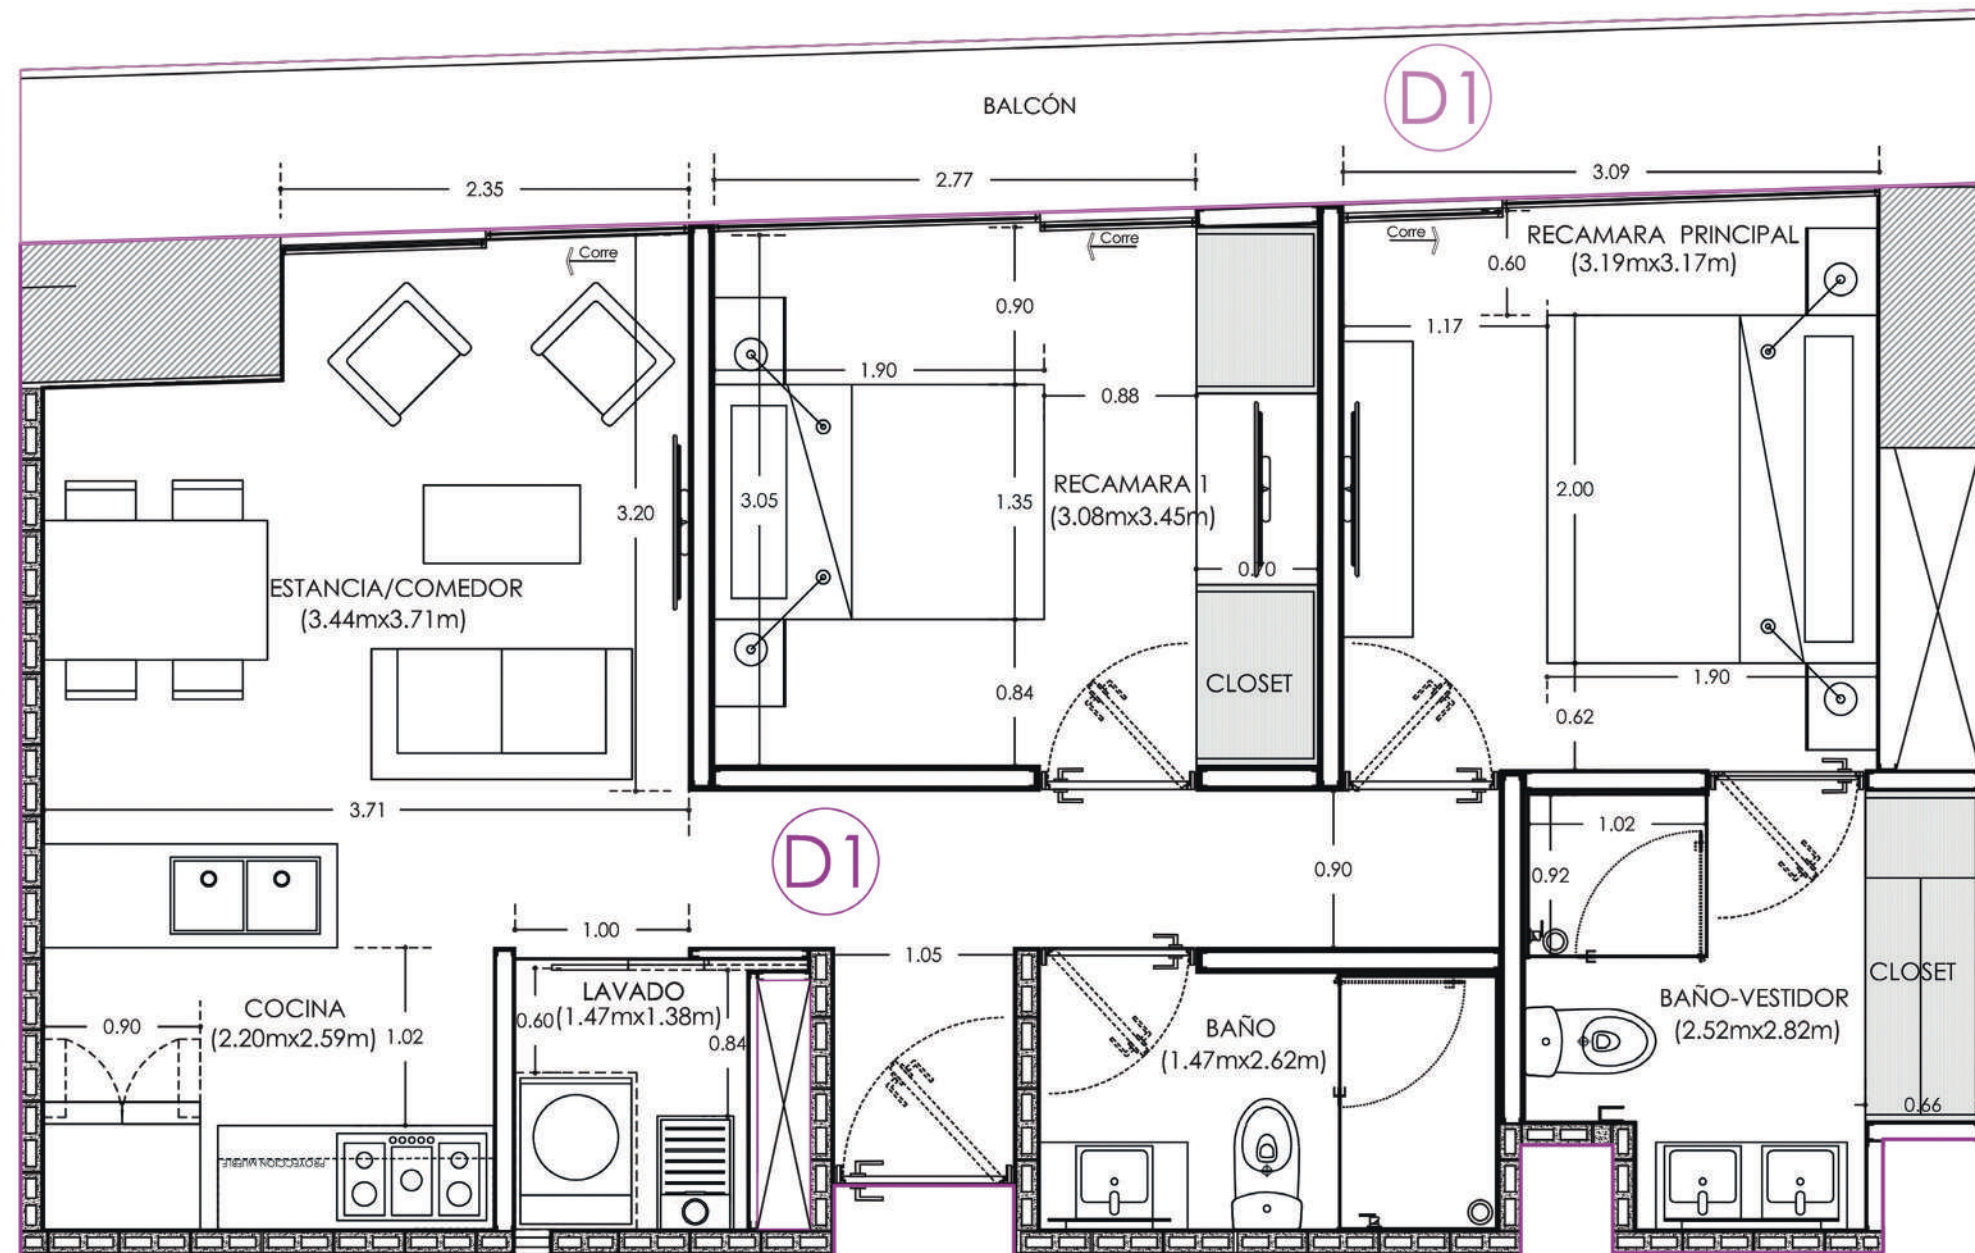 BALCÓN
D1
2.35
2.77
3.09
Corre
Corre
Corre
RECAMARA PRINCIPAL
(3.19mx3.17m)
0.60
0.90
1.17
1.90
0.88
3.20
3.05
1.35
RECAMARA 1
(3.08mx3.45m)
2.00
0.70
ESTANCIA/COMEDOR
(3.44mx3.71m)
0.84
CLOSET
1.90
0.62
3.71
D1
0.90
1.02
0.92
1.00
1.05
COCINA
(2.20mx2.59m)
0.90
1.02
LAVADO
(1.47mx1.38m)
0.60
0.84
BAÑO
(1.47mx2.62m)
BAÑO-VESTIDOR
(2.52mx2.82m)
CLOSET
0.66
PROYECCION MUEBLE